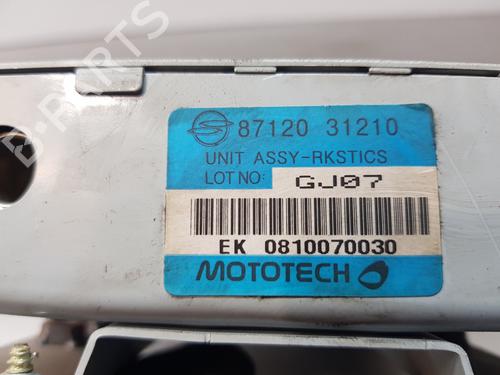 B-PARTS
87120 31210
UNIT ASSY-RKSTICS
LOT NO: GJ07
EK 0810070030
MOTOTECH